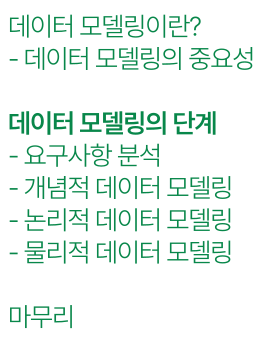 데이터 모델링이란?
- 데이터 모델링의 중요성
데이터 모델링의 단계
- 요구사항 분석
- 개념적 데이터 모델링
- 논리적 데이터 모델링
- 물리적 데이터 모델링
마무리